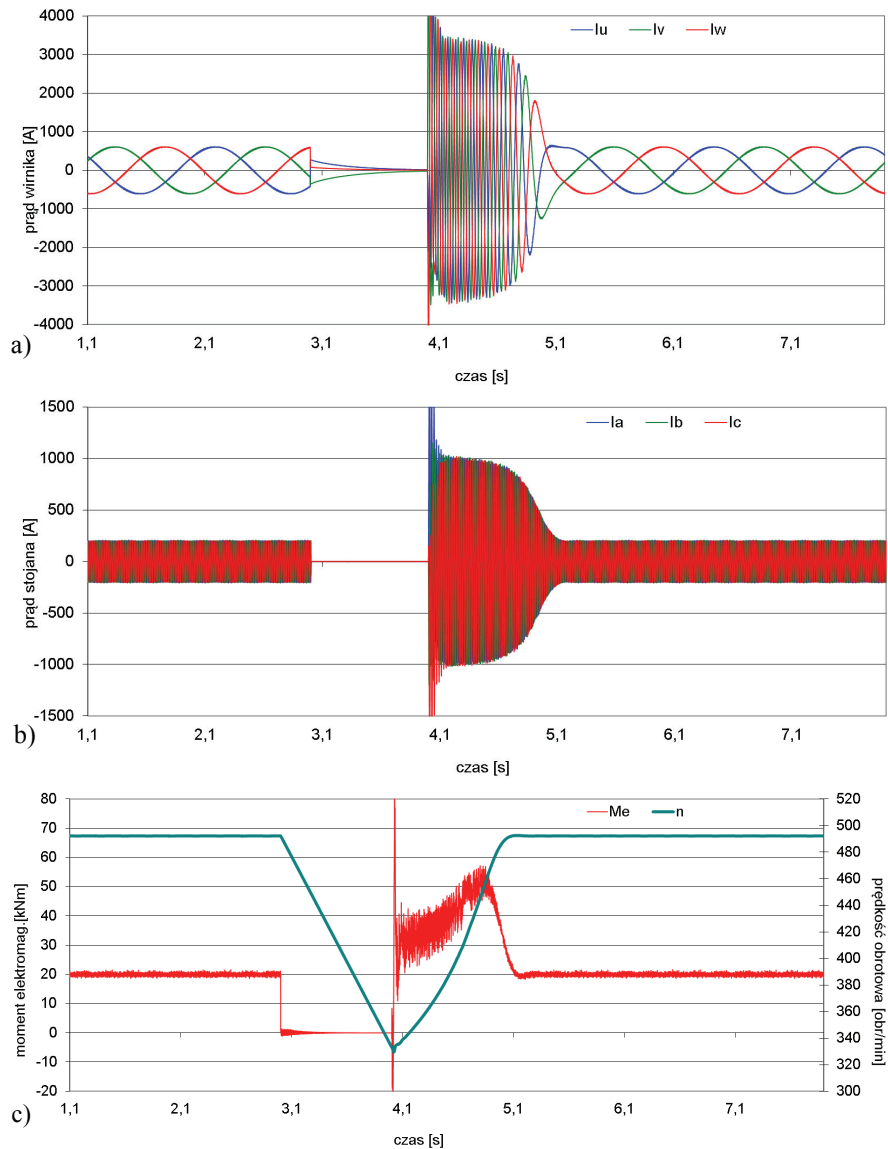 prąd wirnika [A]
4000
3000
2000
1000
0
-1000
-2000
-3000
-4000
Iu Iv Iw
1,1 2,1 3,1 4,1 5,1 6,1 7,1
a)
czas [s]
prąd stojana [A]
1500
1000
500
0
-500
-1000
-1500
Ia Ib Ic
1,1 2,1 3,1 4,1 5,1 6,1 7,1
b)
czas [s]
moment elektromag.[kNm]
80
70
60
50
40
30
20
10
0
-10
-20
Me n
520
500
480
460
440
420
400
380
360
340
320
300
prędkość obrotowa [obr/min]
1,1 2,1 3,1 4,1 5,1 6,1 7,1
c)
czas [s]